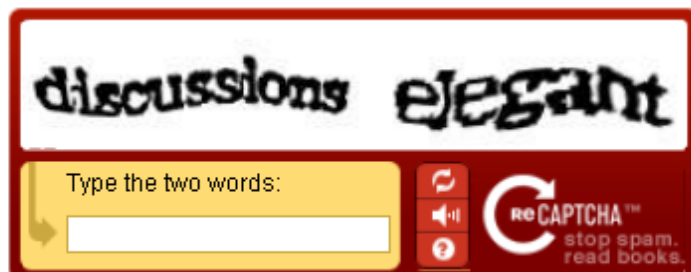 discussions elegant
Type the two words:
reCAPTCHA™
stop spam.
read books.